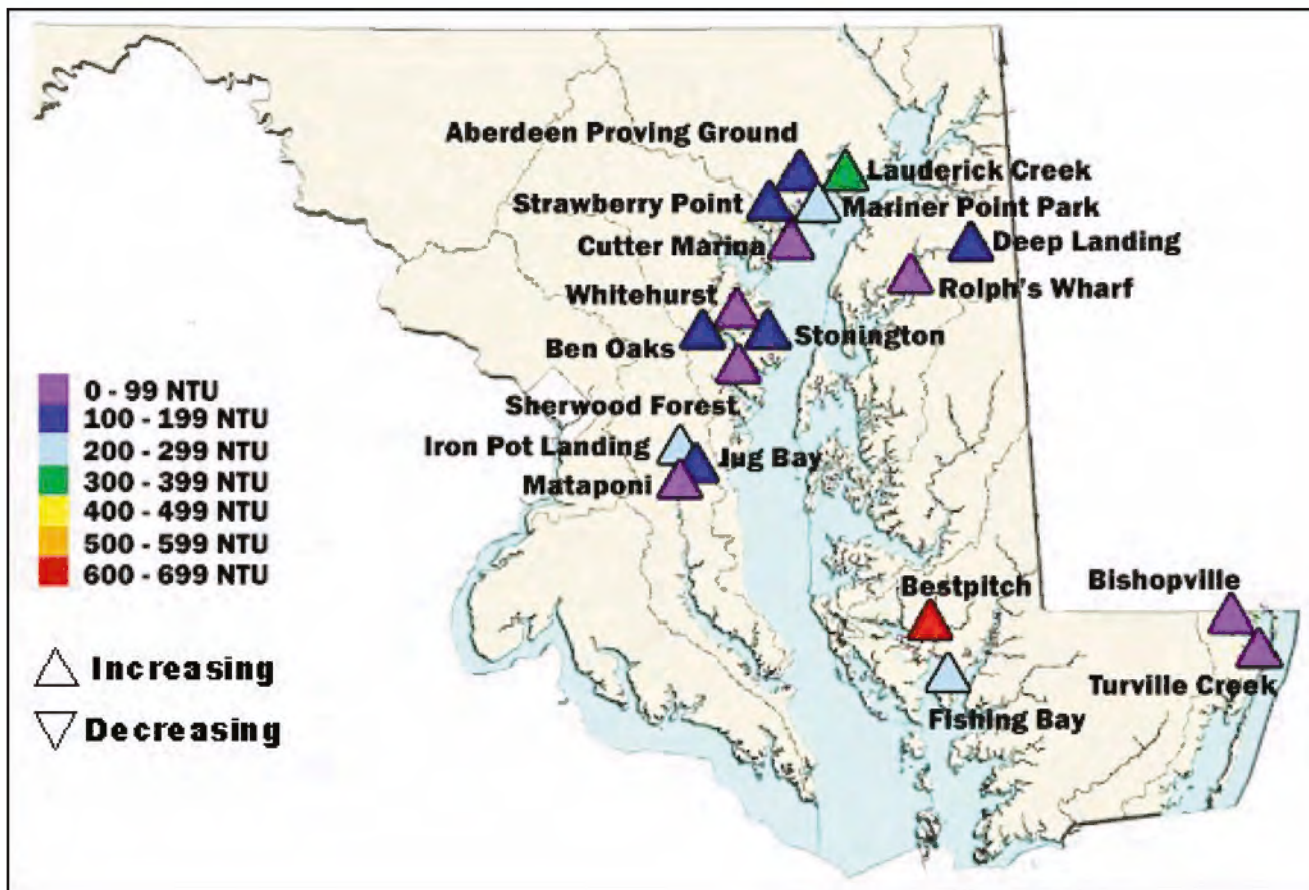 Aberdeen Proving Ground
Lauderick Creek
Strawberry Point
Mariner Point Park
Cutter Marina
Deep Landing
Rolph's Wharf
Whitehurst
Ben Oaks
Stonington
Sherwood Forest
Iron Pot Landing
Jug Bay
Mataponi
0 - 99 NTU
100 - 199 NTU
200 - 299 NTU
300 - 399 NTU
400 - 499 NTU
500 - 599 NTU
600 - 699 NTU
Bestpitch
Bishopville
Turville Creek
Fishing Bay
Increasing
Decreasing